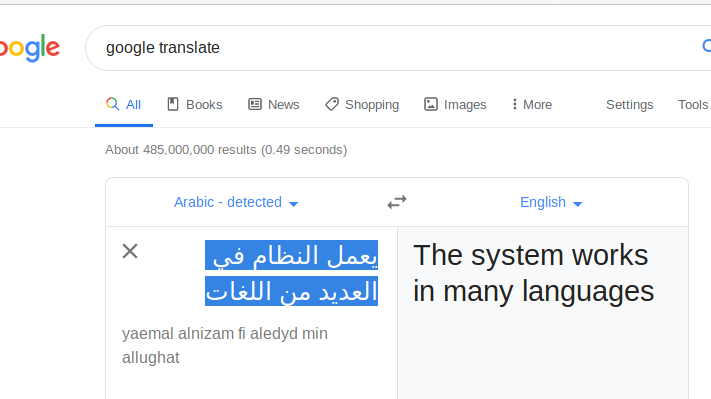 oogle
google translate
All Books News Shopping Images More Settings Tools
About 485,000,000 results (0.49 seconds)
Arabic - detected English
يعمل النظام في
العديد من اللغات
yaemal alnizam fi aledyd min
allughat
The system works
in many languages